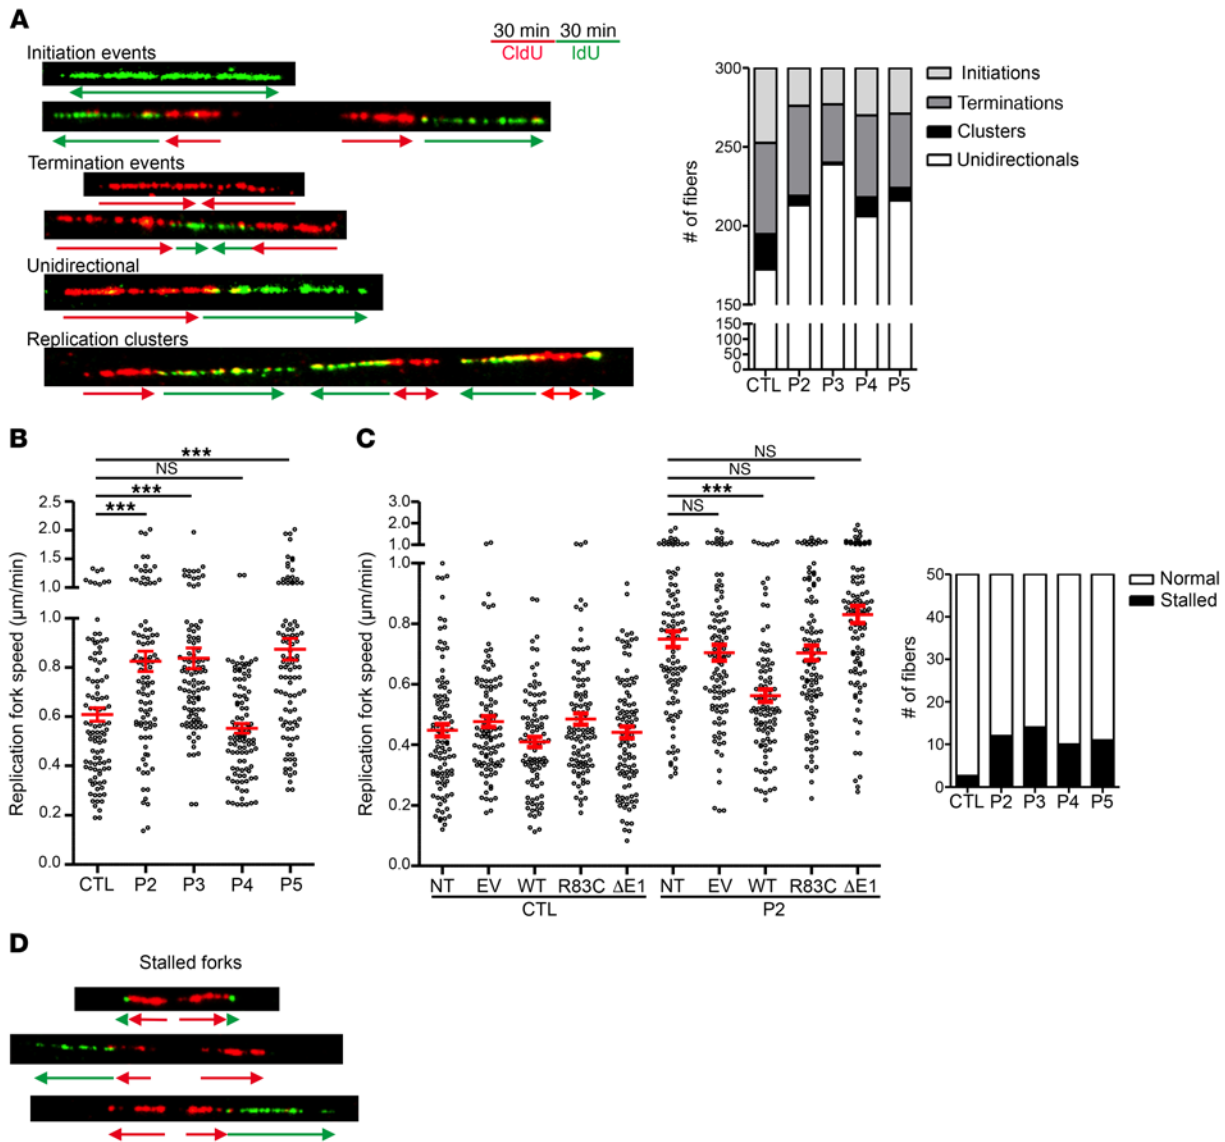 A
30 min 30 min
CldU IdU
Initiation events
Termination events
Unidirectional
Replication clusters
# of fibers
300
250
200
150
150
100
50
0
CTL P2 P3 P4 P5
Initiations
Terminations
Clusters
Unidirectionals
B
***
NS
***
***
Replication fork speed (µm/min)
2.5
2.0
1.5
1.0
1.0
0.8
0.6
0.4
0.2
0.0
CTL P2 P3 P4 P5
C
NS
NS
***
NS
Replication fork speed (µm/min)
3.0
2.0
1.0
1.0
0.8
0.6
0.4
0.2
0.0
NT EV WT R83C ΔE1 NT EV WT R83C ΔE1
CTL P2
# of fibers
50
40
30
20
10
0
CTL P2 P3 P4 P5
Normal
Stalled
D
Stalled forks